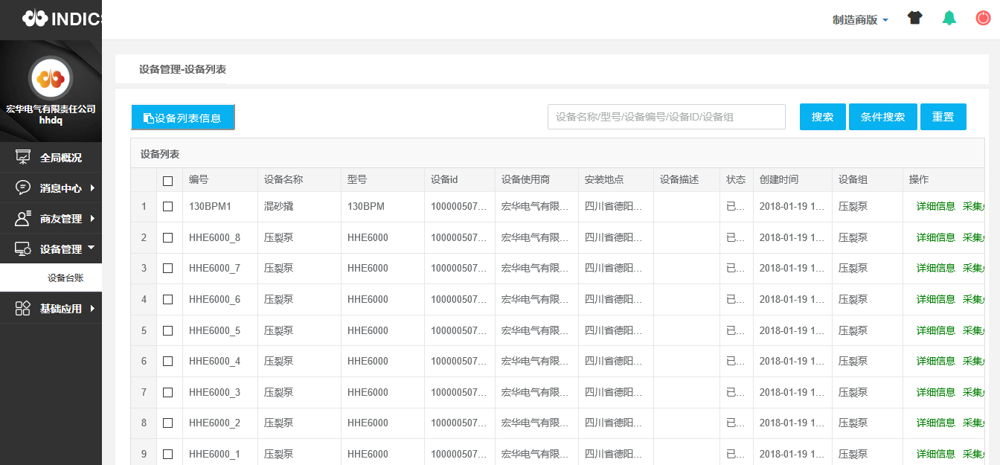 INDICS
制造商版
宏华电气有限责任公司
hhdq
全局概况
消息中心
商友管理
设备管理
设备台账
基础应用
设备管理-设备列表
设备列表信息
设备名称/型号/设备编号/设备ID/设备组
搜索 条件搜索 重置
设备列表
编号 设备名称 型号 设备id 设备使用商 安装地点 设备描述 状态 创建时间 设备组 操作
1 130BPM1 混砂撬 130BPM 100000507... 宏华电气有限... 四川省德阳... 已... 2018-01-19 1... 压裂泵 详细信息 采集
2 HHE6000_8 压裂泵 HHE6000 100000507... 宏华电气有限... 四川省德阳... 已... 2018-01-19 1... 压裂泵 详细信息 采集
3 HHE6000_7 压裂泵 HHE6000 100000507... 宏华电气有限... 四川省德阳... 已... 2018-01-19 1... 压裂泵 详细信息 采集
4 HHE6000_6 压裂泵 HHE6000 100000507... 宏华电气有限... 四川省德阳... 已... 2018-01-19 1... 压裂泵 详细信息 采集
5 HHE6000_5 压裂泵 HHE6000 100000507... 宏华电气有限... 四川省德阳... 已... 2018-01-19 1... 压裂泵 详细信息 采集
6 HHE6000_4 压裂泵 HHE6000 100000507... 宏华电气有限... 四川省德阳... 已... 2018-01-19 1... 压裂泵 详细信息 采集
7 HHE6000_3 压裂泵 HHE6000 100000507... 宏华电气有限... 四川省德阳... 已... 2018-01-19 1... 压裂泵 详细信息 采集
8 HHE6000_2 压裂泵 HHE6000 100000507... 宏华电气有限... 四川省德阳... 已... 2018-01-19 1... 压裂泵 详细信息 采集
9 HHE6000_1 压裂泵 HHE6000 100000507... 宏华电气有限... 四川省德阳... 已... 2018-01-19 1... 压裂泵 详细信息 采集